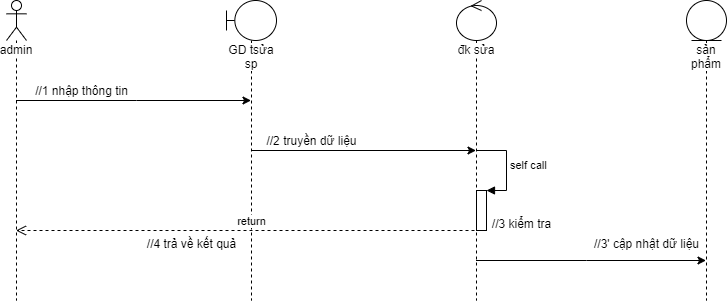 admin
GD tsửa
sp
đk sửa
sản
phẩm
//1 nhập thông tin
//2 truyền dữ liệu
self call
return
//3 kiểm tra
//4 trả về kết quả
//3' cập nhật dữ liệu